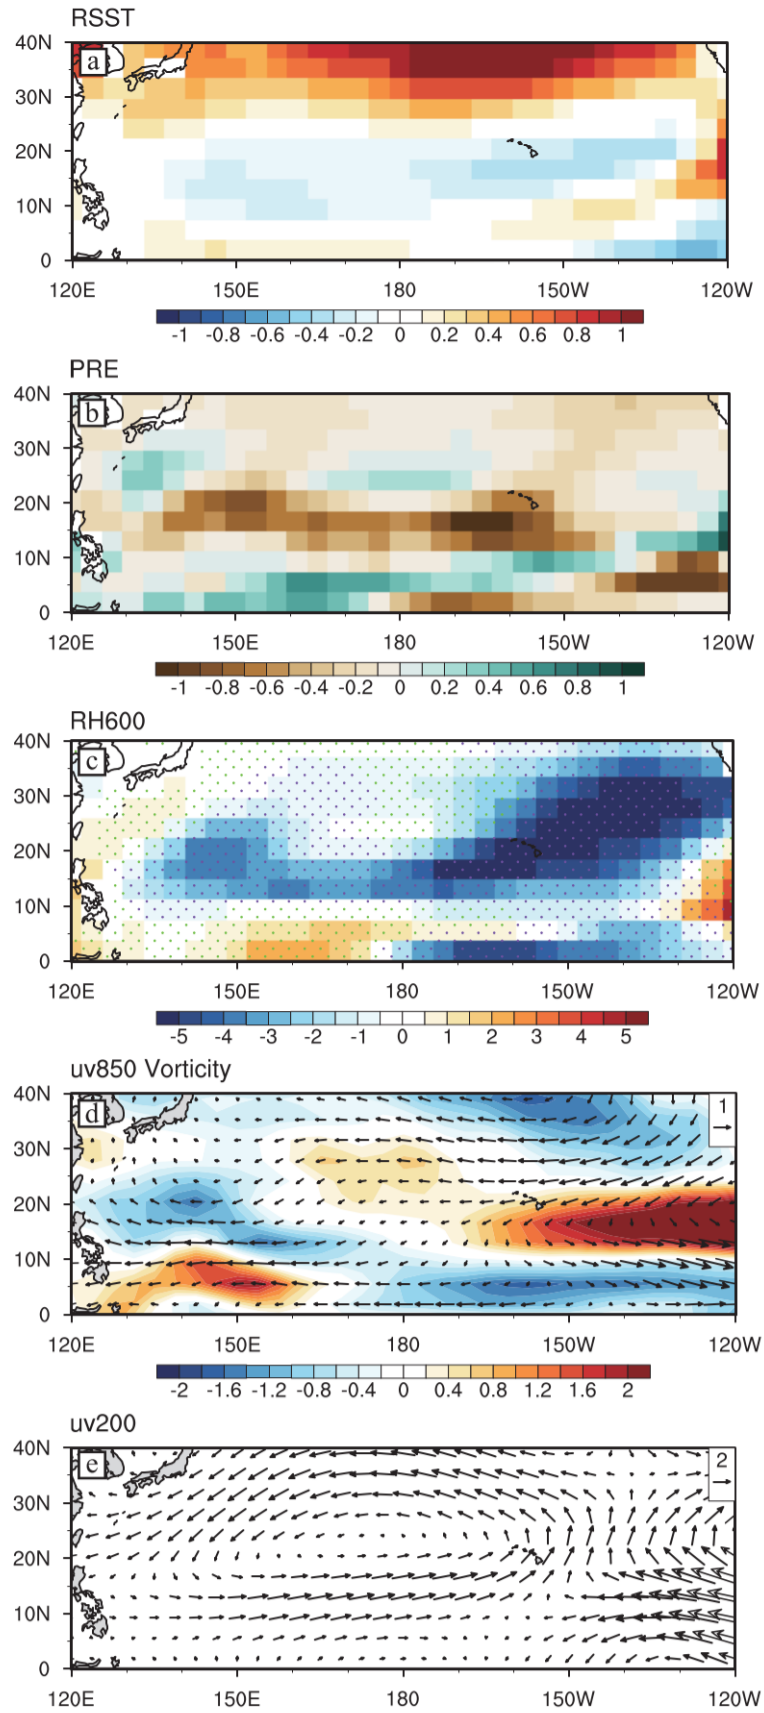 RSST
40N
a
30N
20N
10N
0
120E 150E 180 150W 120W
-1 -0.8 -0.6 -0.4 -0.2 0 0.2 0.4 0.6 0.8 1
PRE
40N
b
30N
20N
10N
0
120E 150E 180 150W 120W
-1 -0.8 -0.6 -0.4 -0.2 0 0.2 0.4 0.6 0.8 1
RH600
40N
c
30N
20N
10N
0
120E 150E 180 150W 120W
-5 -4 -3 -2 -1 0 1 2 3 4 5
uv850 Vorticity
40N
d 1
30N
20N
10N
0
120E 150E 180 150W 120W
-2 -1.6 -1.2 -0.8 -0.4 0 0.4 0.8 1.2 1.6 2
uv200
40N
e 2
30N
20N
10N
0
120E 150E 180 150W 120W